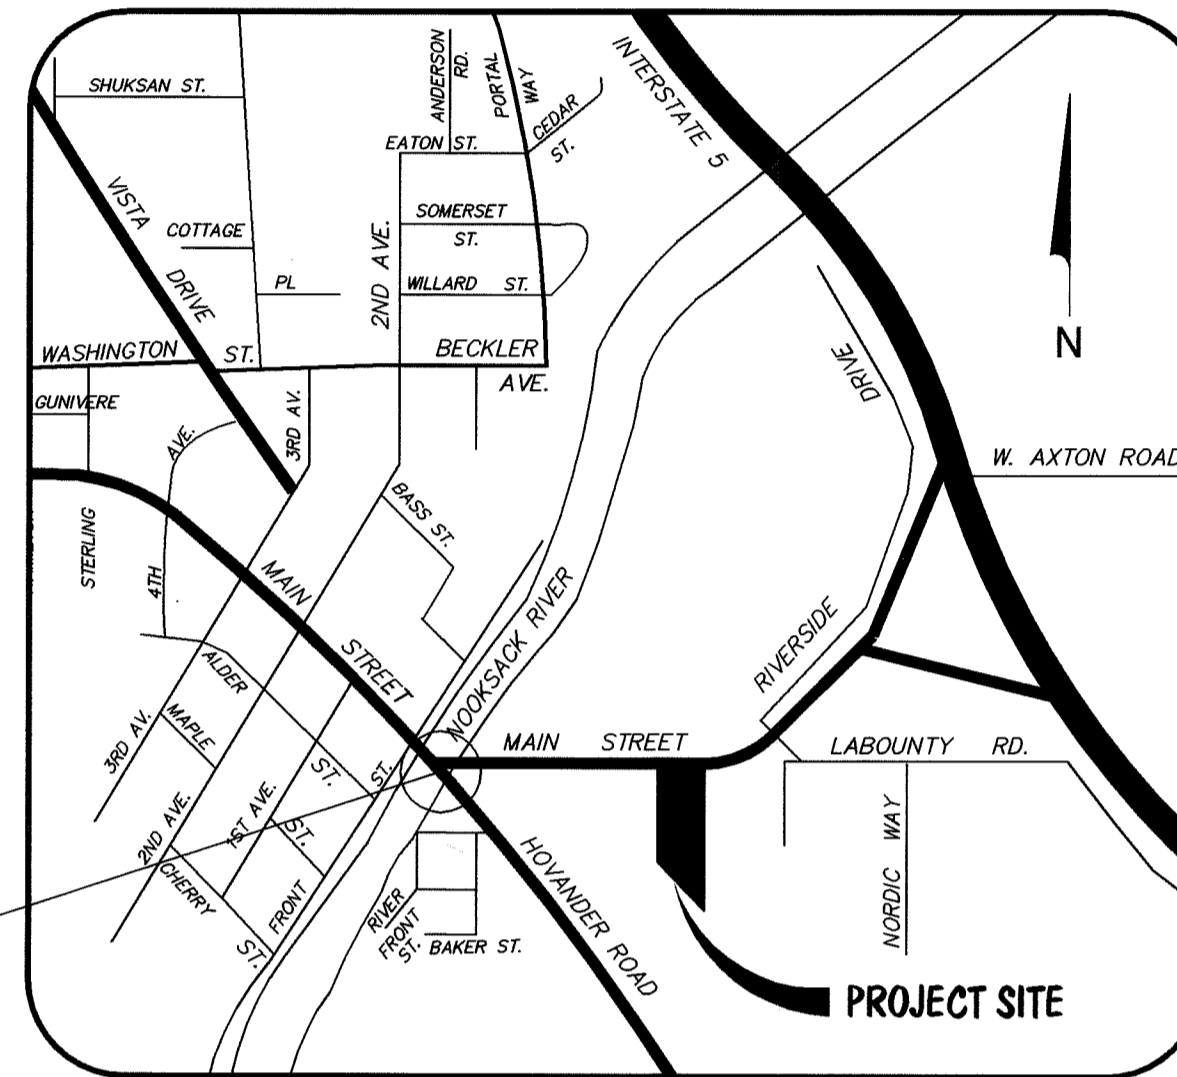 SHUKSAN ST.
ANDERSON
RD.
PORTAL
WAY
INTERSTATE 5
CEDAR
ST.
EATON ST.
VISTA
DRIVE
COTTAGE
PL
2ND AVE.
SOMERSET
ST.
WILLARD ST.
WASHINGTON ST.
BECKLER
AVE.
N
DRIVE
GUNIVERE
AVE.
3RD AV.
W. AXTON ROAD
BASS ST.
STERLING
4TH
MAIN
STREET
NOOKSACK RIVER
RIVERSIDE
ALDER
ST.
3RD AV.
MAPLE
ST.
MAIN STREET
LABOUNTY RD.
2ND AVE.
1ST AVE.
ST.
CHERRY
ST.
FRONT
RIVER
FRONT
ST.
BAKER ST.
HOVANDER ROAD
NORDIC WAY
PROJECT SITE